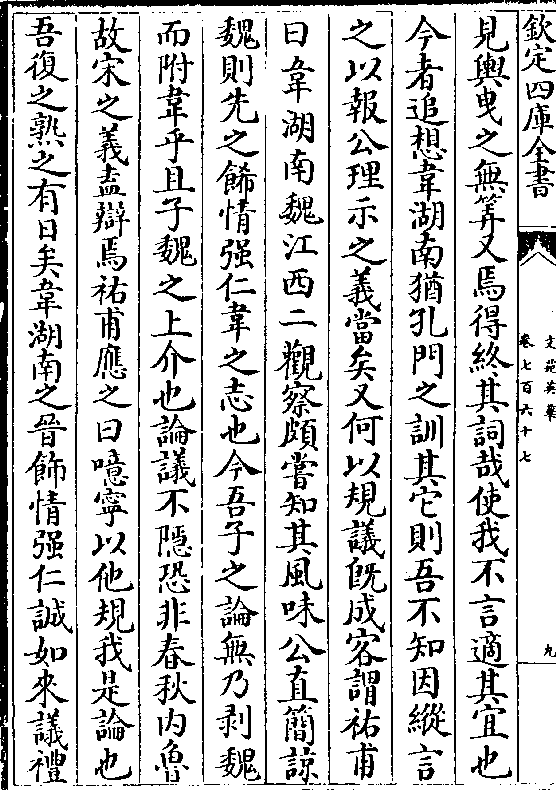 欽定四庫全書
文苑英華
卷七百六十七
九
見輿曳之無筭又焉得終其詞哉使我不言適其宜也
今者追想韋湖南猶孔門之訓其它則吾不知因縱言
之以報公理示之義當矣又何以規議旣成客謂祐甫
曰韋湖南魏江西二觀察頗嘗知其風味公直簡諒
魏則先之餙情强仁韋之志也今吾子之論無乃剥魏
而附韋乎且子魏之上介也論議不隱恐非春秋内魯
故宋之義盍辯焉祐甫應之曰噫寧以他規我是論也
吾復之熟之有日矣韋湖南之晉飾情强仁誠如來議禮